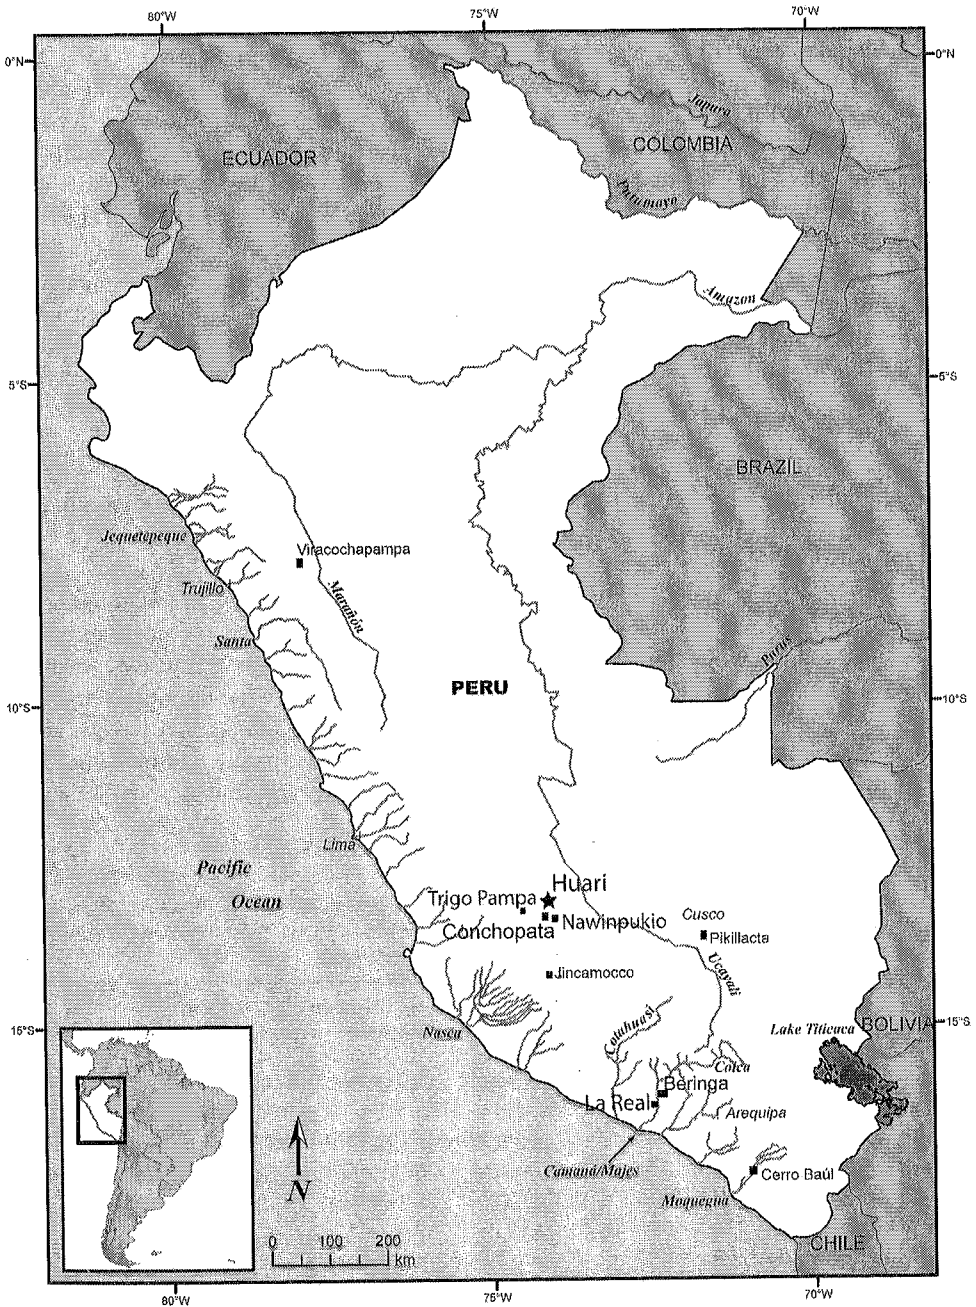 80°W
75°W
70°W
0°N
0°N
Japura
COLOMBIA
ECUADOR
Putumayo
Amazon
5°S
5°S
BRAZIL
Jequetepeque
Viracochapampa
Trujillo
Marañón
Santa
Purus
PERU
10°S
10°S
Lima
Pacific
Ocean
Huari
Trigo Pampa
Conchopata
Nawinpukio
Cusco
Pikillacta
Jincamocco
Ucayali
Nasca
Cotahuasi
15°S
15°S
Lake Titicaca
BOLIVIA
Colca
Beringa
La Real
Arequipa
Camaná/Majes
Cerro Baúl
Moquegua
N
0 100 200
km
CHILE
80°W
75°W
70°W